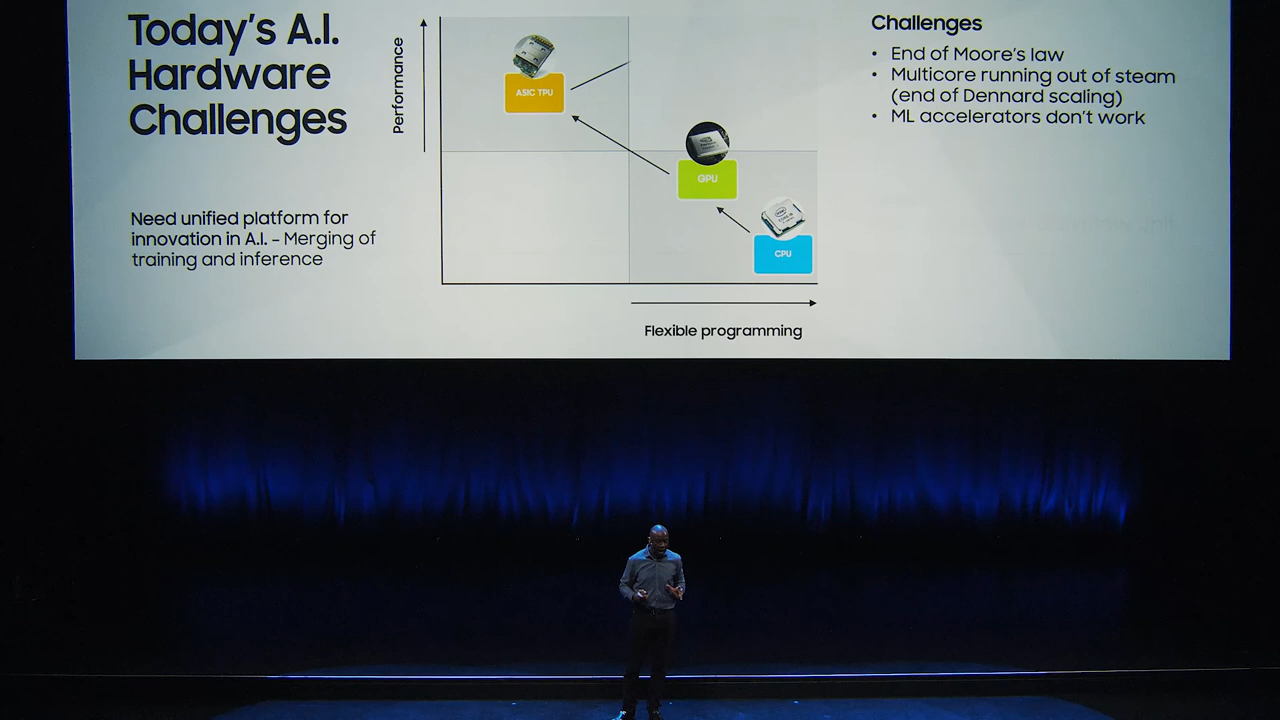 Today's A.I.
Hardware
Challenges
Need unified platform for
innovation in A.I. – Merging of
training and inference
Performance
ASIC TPU
GPU
CPU
Flexible programming
Challenges
• End of Moore's law
• Multicore running out of steam
(end of Dennard scaling)
• ML accelerators don't work